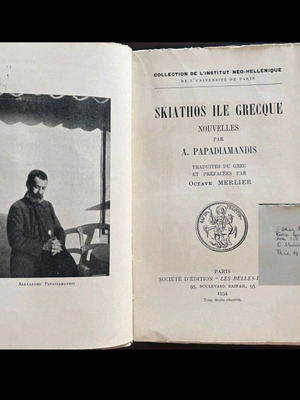 ALEXANDRE PAPADIAMANDIS
COLLECTION DE L'INSTITUT NÉO-HELLÉNIQUE
DE L'UNIVERSITÉ DE PARIS
SKIATHOS ILE GRECQUE
NOUVELLES
PAR
A. PAPADIAMANDIS
TRADUITES DU GREC
ET PRÉFACÉES PAR
OCTAVE MERLIER
PARIS
SOCIÉTÉ D'ÉDITION "LES BELLES-
95, BOULEVARD RASPAIL, 95
1934
Tous droits réservés.